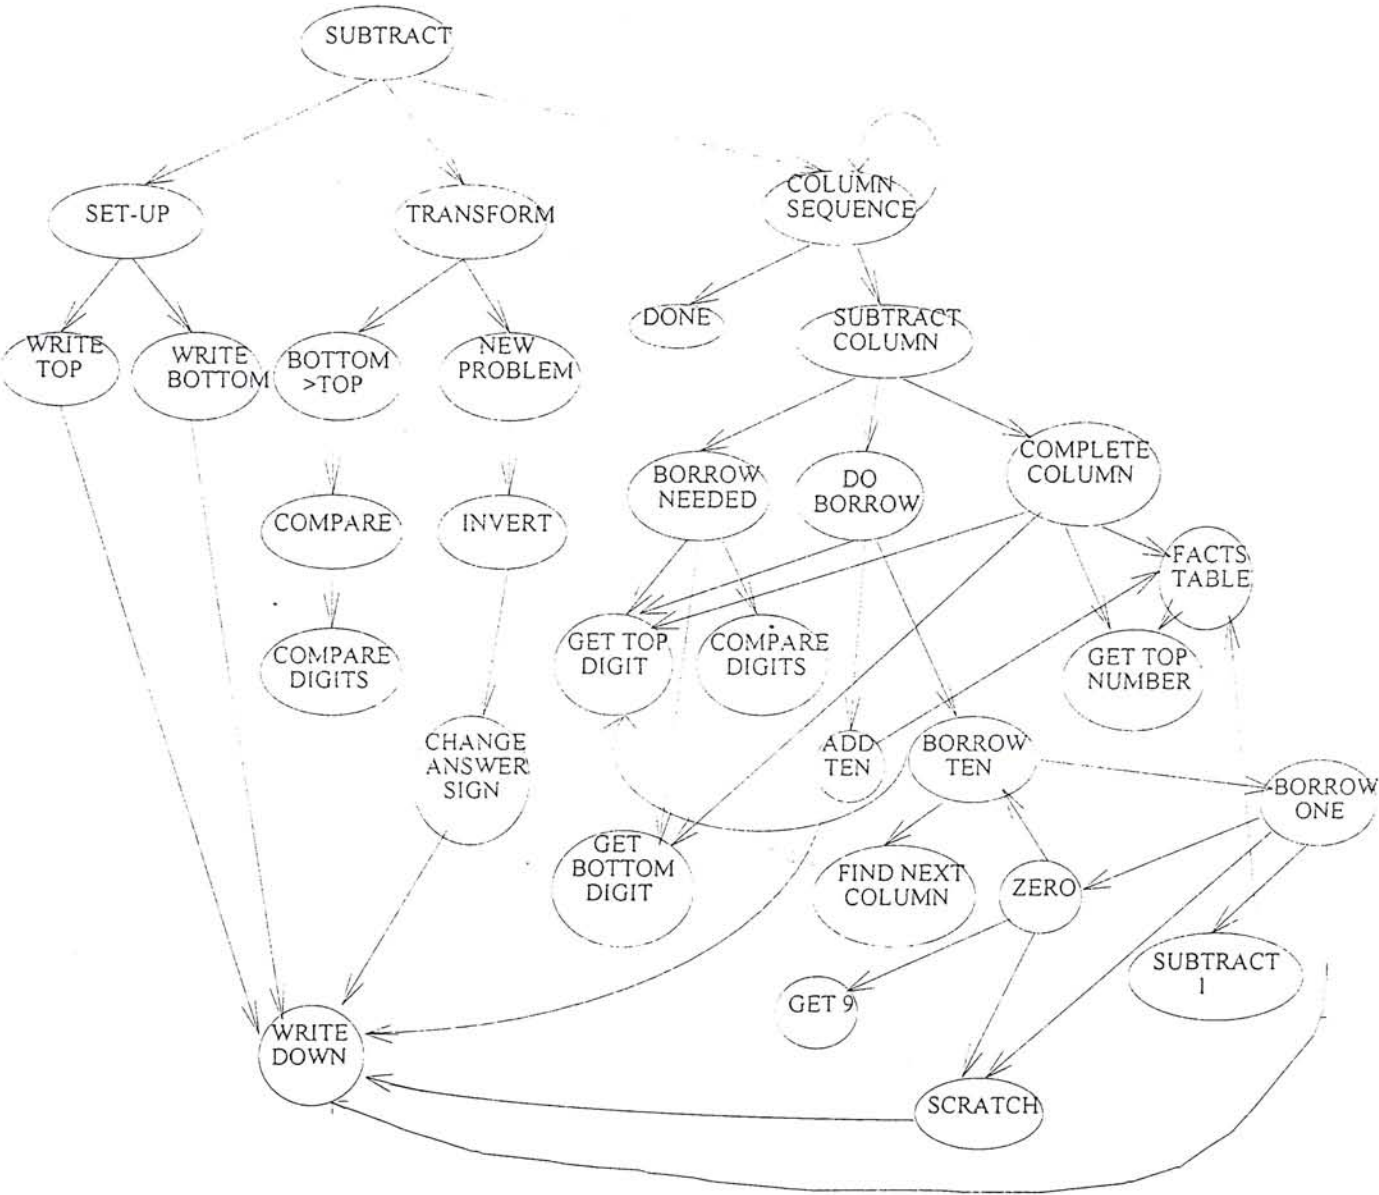 SUBTRACT
SET-UP
TRANSFORM
COLUMN
SEQUENCE
WRITE
TOP
WRITE
BOTTOM
BOTTOM
>TOP
NEW
PROBLEM
DONE
SUBTRACT
COLUMN
COMPARE
INVERT
BORROW
NEEDED
DO
BORROW
COMPLETE
COLUMN
FACTS
TABLE
COMPARE
DIGITS
GET TOP
DIGIT
COMPARE
DIGITS
GET TOP
NUMBER
CHANGE
ANSWER
SIGN
ADD
TEN
BORROW
TEN
BORROW
ONE
GET
BOTTOM
DIGIT
FIND NEXT
COLUMN
ZERO
SUBTRACT
1
GET 9
WRITE
DOWN
SCRATCH